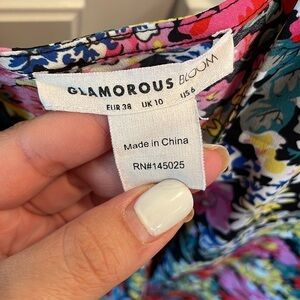 GLAMOROUS BLOOM
EUR 38 UK 10 US 6
Made in China
RN#145025